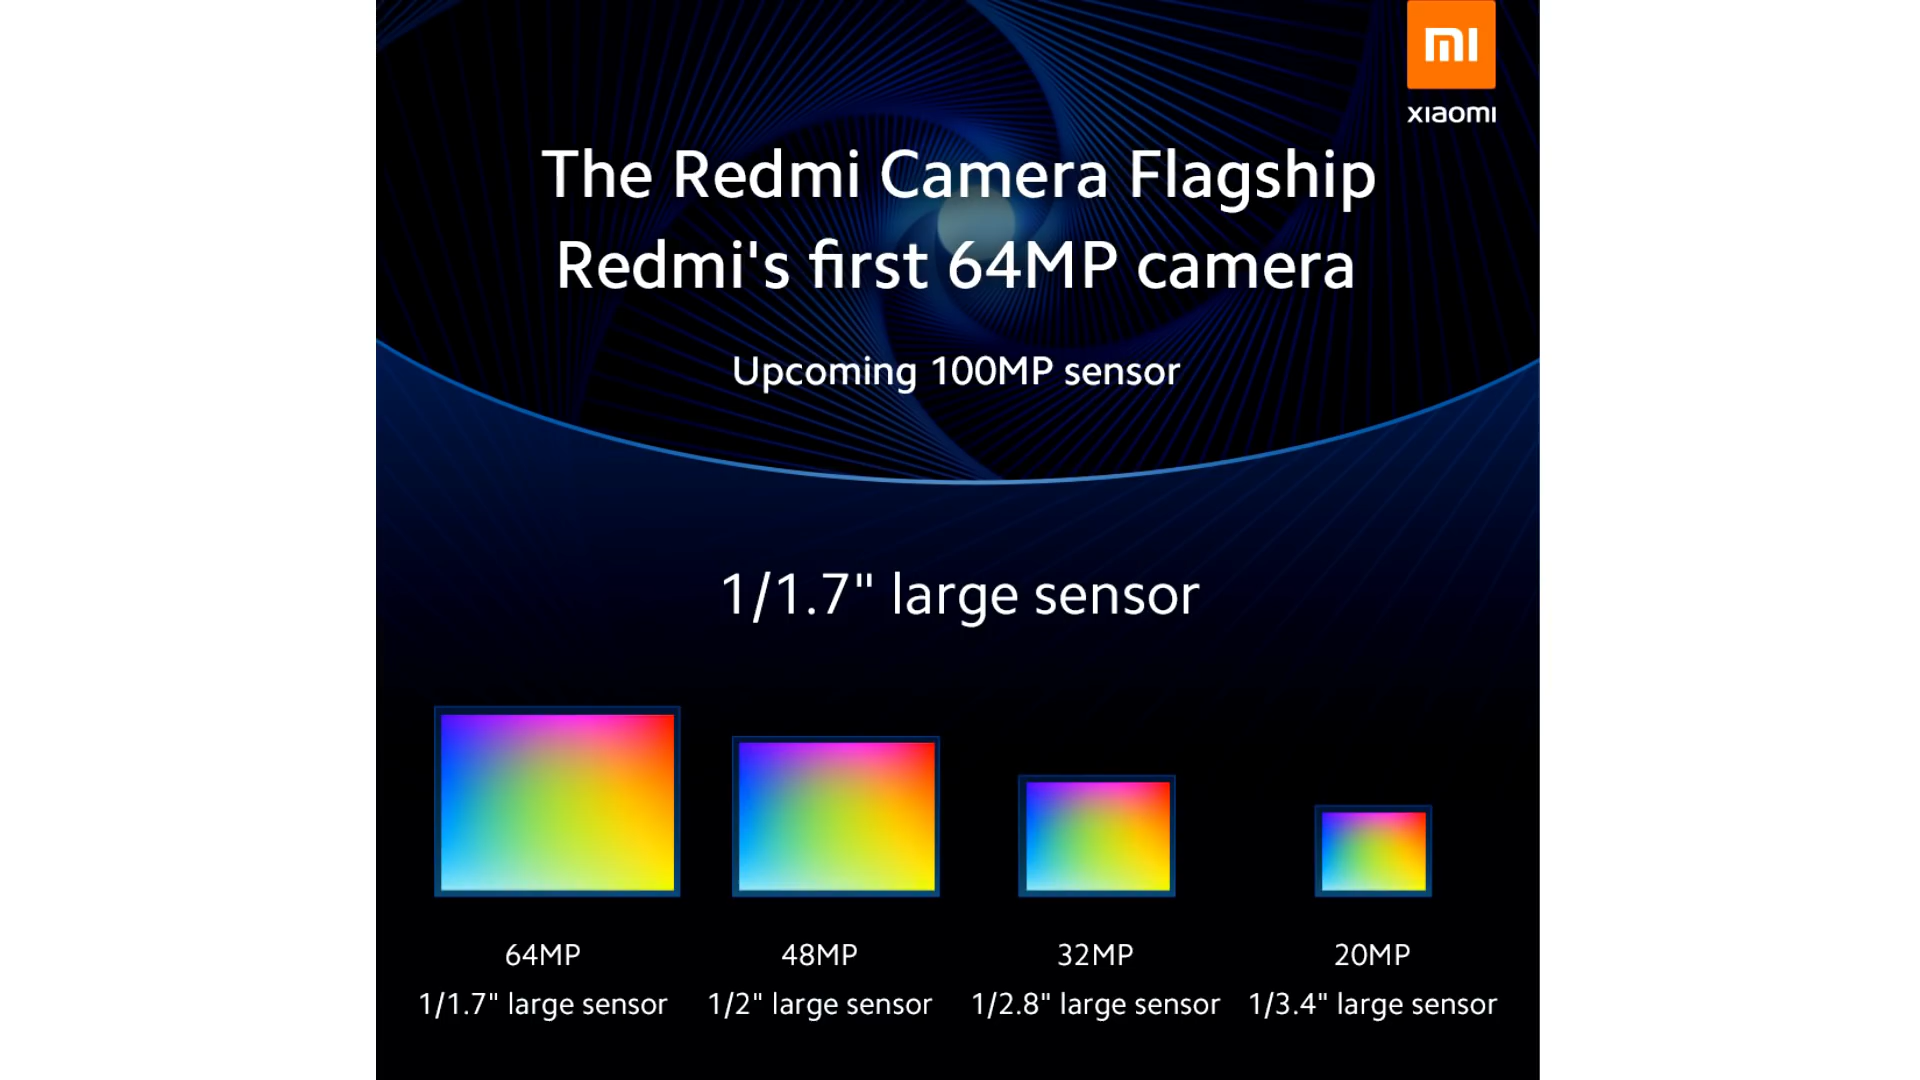 mi
xiaomi
The Redmi Camera Flagship
Redmi's first 64MP camera
Upcoming 100MP sensor
1/1.7" large sensor
64MP
1/1.7" large sensor
48MP
1/2" large sensor
32MP
1/2.8" large sensor
20MP
1/3.4" large sensor